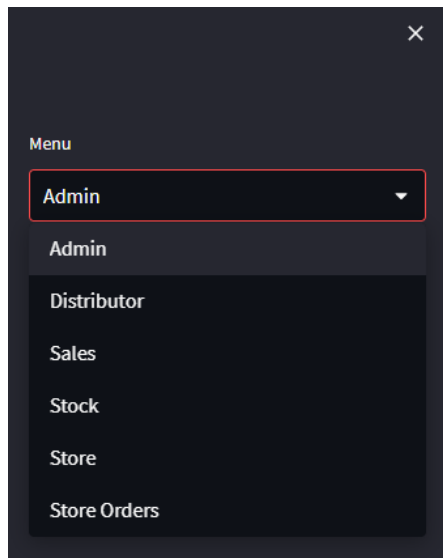 Menu
Admin
Admin
Distributor
Sales
Stock
Store
Store Orders